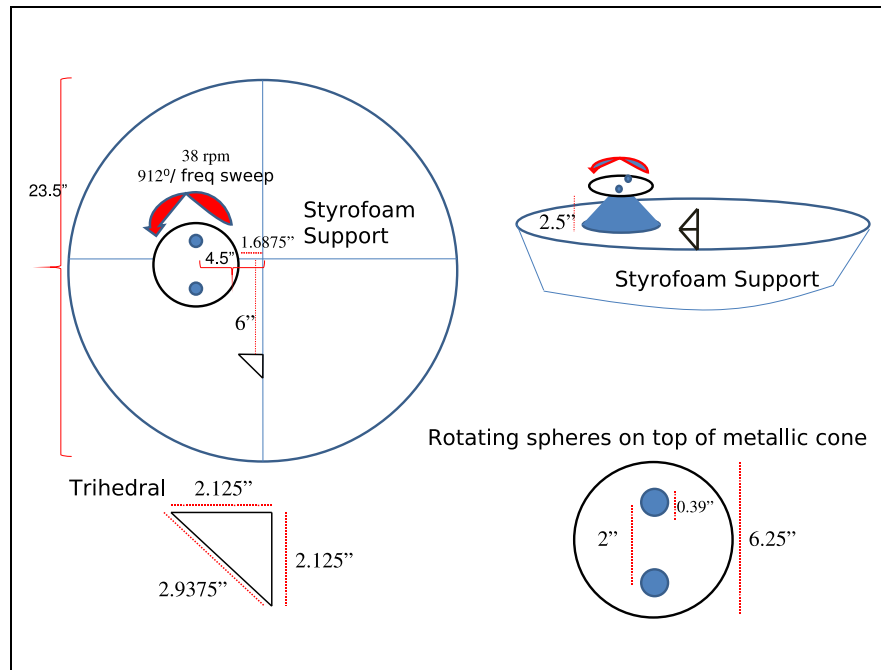 38 rpm
912⁰/ freq sweep
23.5”
Styrofoam
Support
1.6875”
4.5”
6”
2.5”
Styrofoam Support
Trihedral
2.125”
2.125”
2.9375”
Rotating spheres on top of metallic cone
0.39”
2”
6.25”